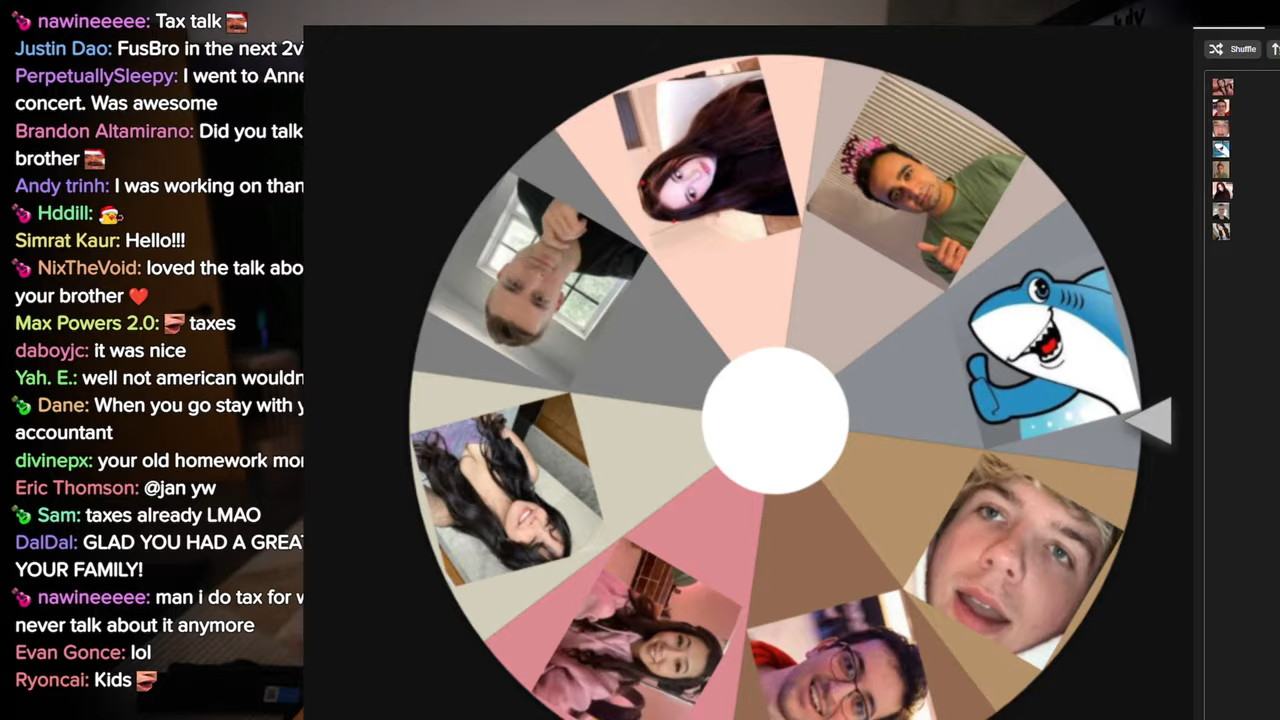 nawineeeee: Tax talk
Justin Dao: FusBro in the next 2v
PerpetuallySleepy: I went to Anne
concert. Was awesome
Brandon Altamirano: Did you talk
brother
Andy trinh: I was working on than
Hddill:
Simrat Kaur: Hello!!!
NixTheVoid: loved the talk abo
your brother ❤️
Max Powers 2.0: taxes
daboyjc: it was nice
Yah. E.: well not american wouldn
Dane: When you go stay with y
accountant
divinepx: your old homework mor
Eric Thomson: @jan yw
Sam: taxes already LMAO
DalDal: GLAD YOU HAD A GREAT
YOUR FAMILY!
nawineeeee: man i do tax for w
never talk about it anymore
Evan Gonce: lol
Ryoncai: Kids
Shuffle